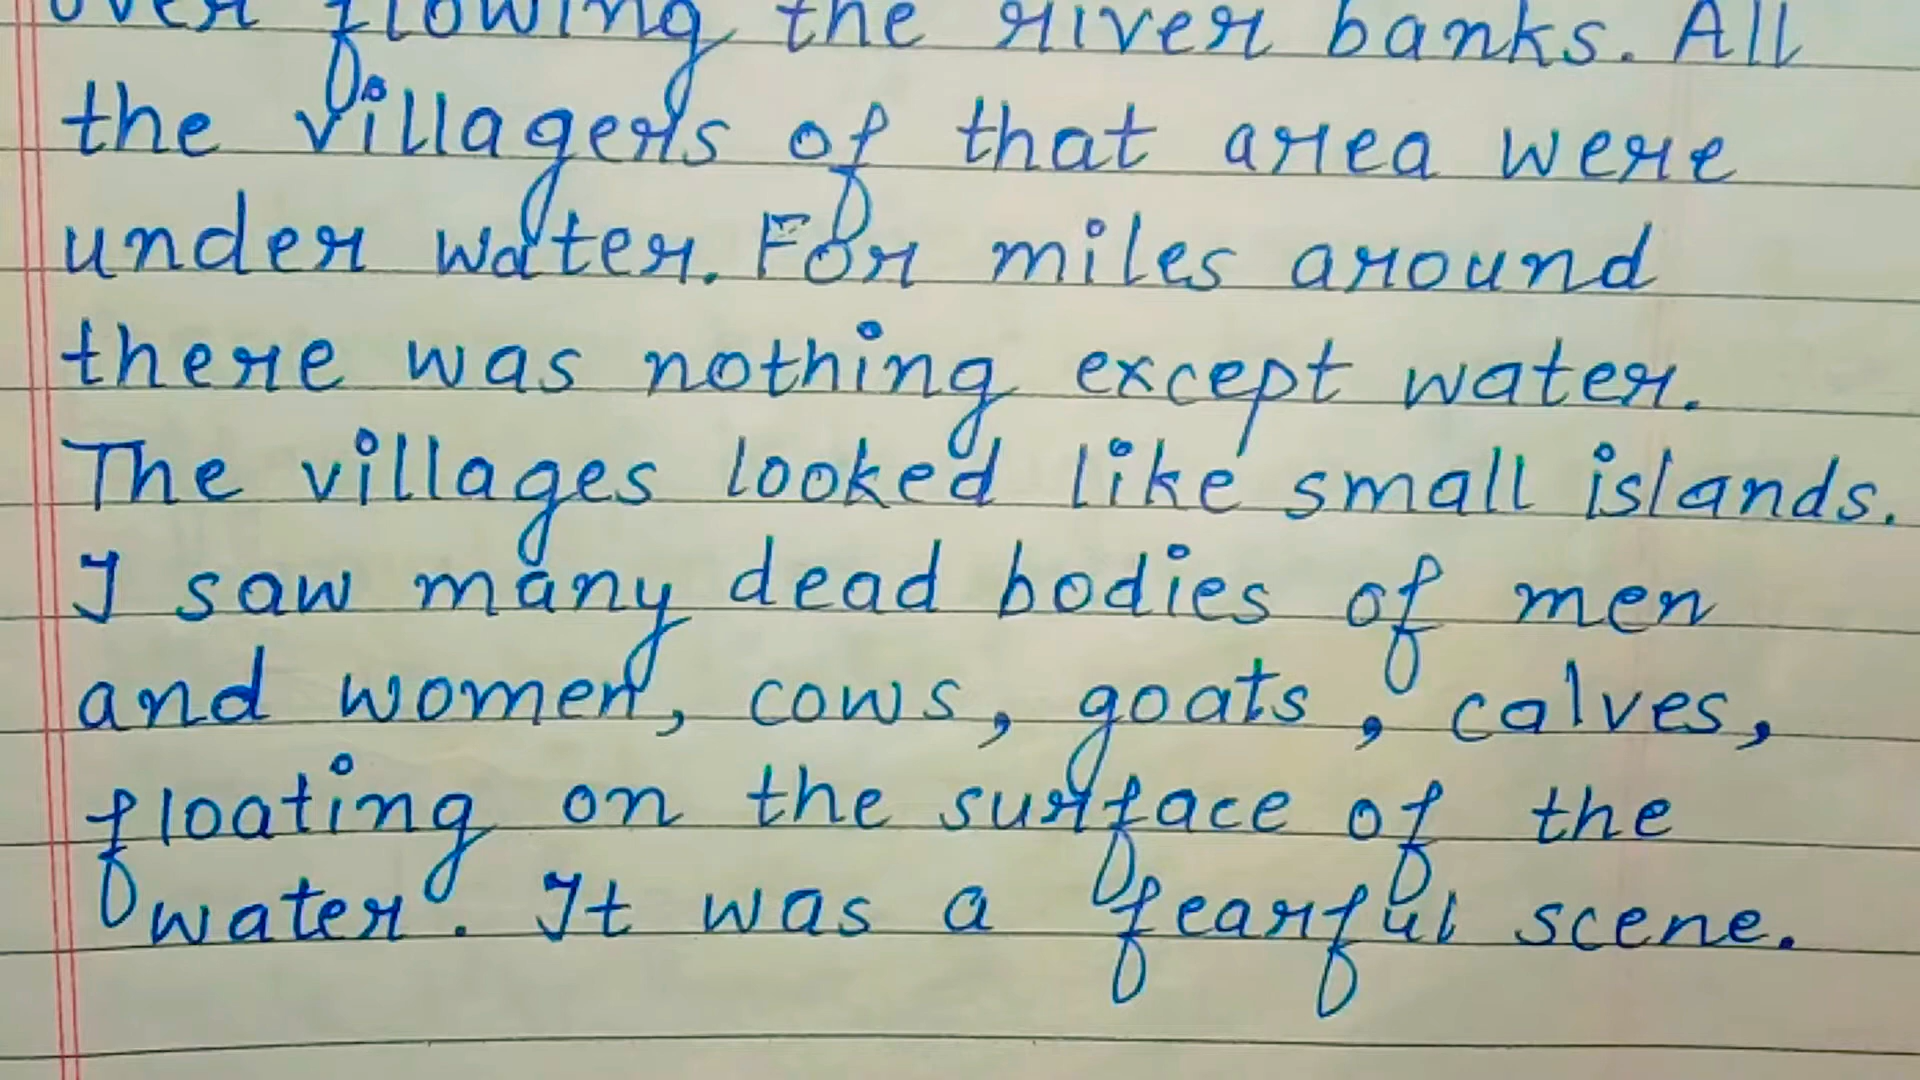 over flowing the river banks. All
the villagers of that area were
under water. For miles around
there was nothing except water.
The villages looked like small islands.
I saw many dead bodies of men
and women, cows, goats, calves,
floating on the surface of the
water. It was a fearful scene.